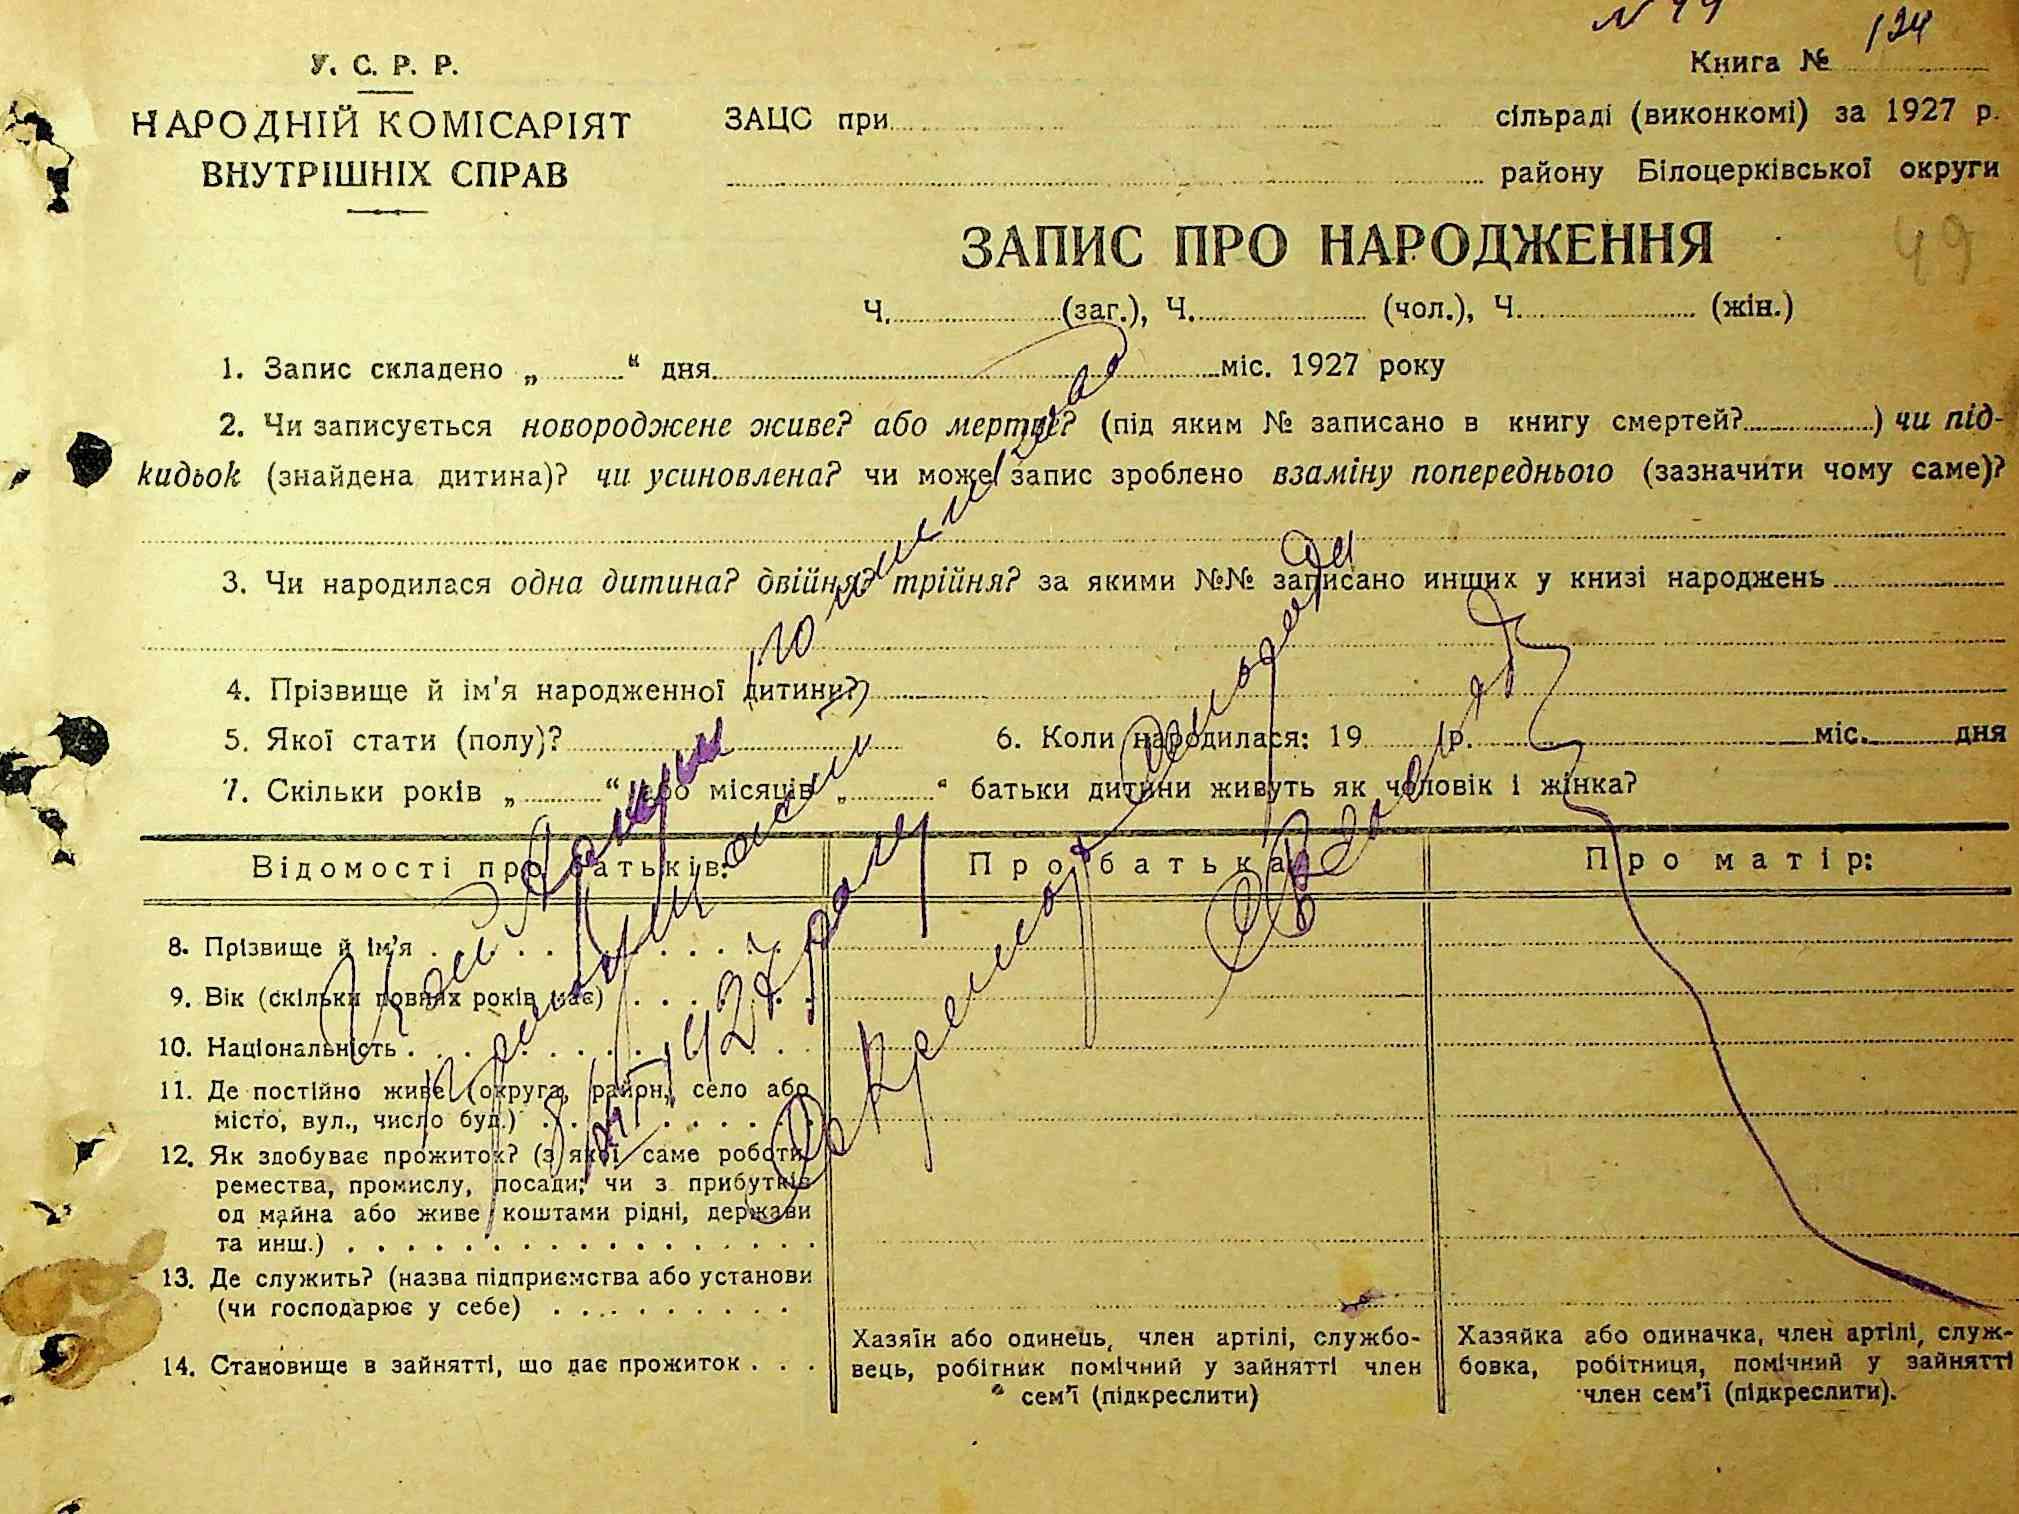 № 99
У. С. Р. Р.
НАРОДНІЙ КОМІСАРІЯТ
ВНУТРІШНІХ СПРАВ
Книга № 124
ЗАЦС при сільраді (виконкомі) за 1927 р.
району Білоцерківської округи
49
ЗАПИС ПРО НАРОДЖЕННЯ
Ч. (заг.), Ч. (чол.), Ч. (жін.)
1. Запис складено „ “ дня міс. 1927 року
2. Чи записується новороджене живе? або мертве? (під яким № записано в книгу смертей? ) чи під-
кидьок (знайдена дитина)? чи усиновлена? чи може запис зроблено взаміну попереднього (зазначити чому саме)?
3. Чи народилася одна дитина? двійня? трійня? за якими №№ записано инших у книзі народжень
4. Прізвище й ім'я народженної дитини?
5. Якої стати (полу)? 6. Коли народилася: 19 р. міс. дня
7. Скільки років „ “ або місяців „ “ батьки дитини живуть як чоловік і жінка?
Відомості про батьків: Про батька Про матір:
8. Прізвище й ім'я
9. Вік (скільки повних років має)
10. Національність
11. Де постійно живе (округа, район, село або
місто, вул., число буд.)
12. Як здобуває прожиток? (з якої саме роботи,
ремества, промислу, посади; чи з прибутків
од майна або живе коштами рідні, держави
та инш.)
13. Де служить? (назва підприємства або установи
(чи господарює у себе)
14. Становище в зайнятті, що дає прожиток
Хазяїн або одинець, член артілі, службо-
вець, робітник помічний у зайнятті член
сем'ї (підкреслити)
Хазяйка або одиначка, член артілі, служ-
бовка, робітниця, помічний у зайнятті
член сем'ї (підкреслити).
1927 року